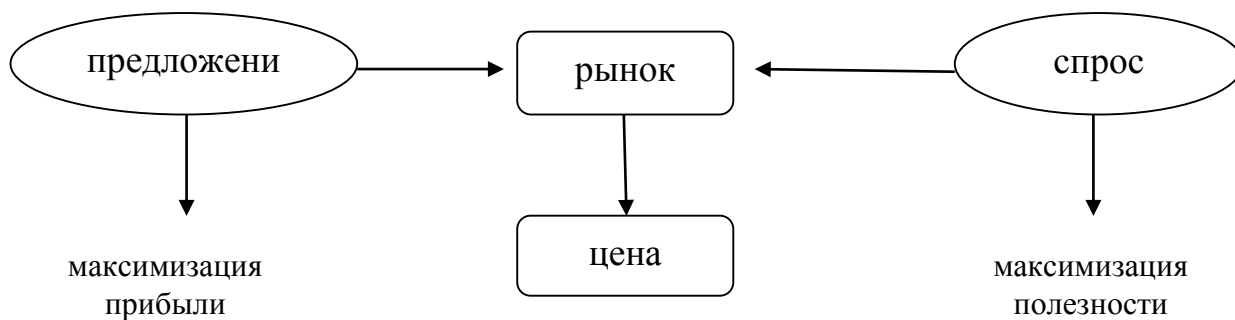 предложени
рынок
спрос
цена
максимизация
прибыли
максимизация
полезности